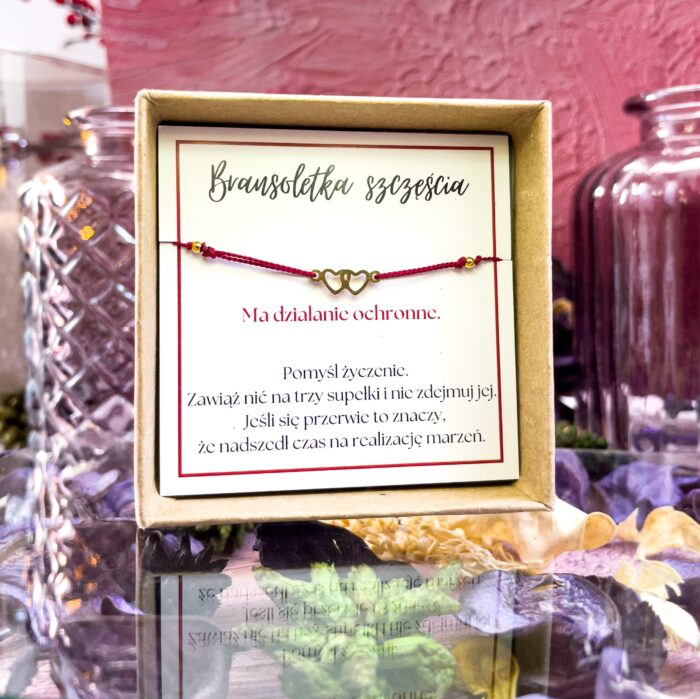 Bransoletka szczęścia
Ma działanie ochronne.
Pomyśl życzenie.
Zawiąż nić na trzy supełki i nie zdejmuj jej.
Jeśli się przerwie to znaczy,
że nadszedł czas na realizację marzeń.